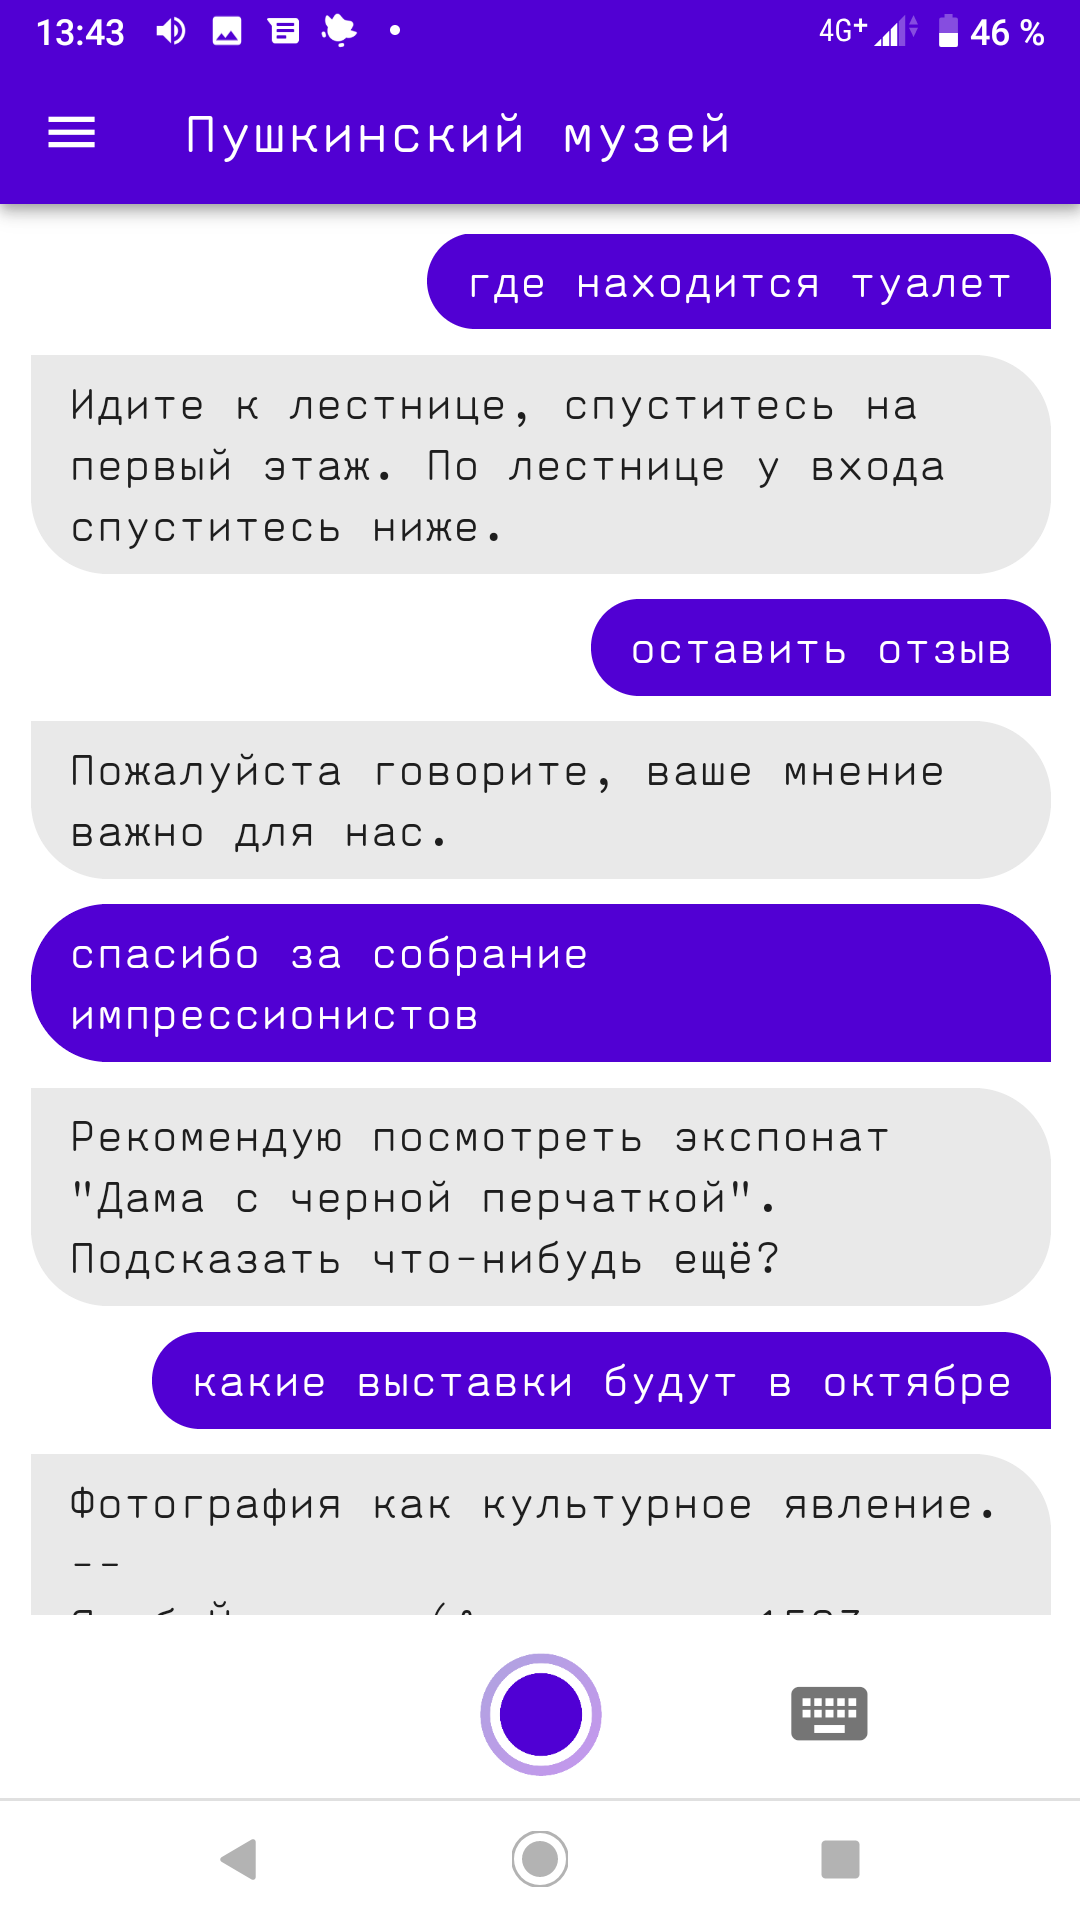 13:43 4G+ 46 %
Пушкинский музей
где находится туалет
Идите к лестнице, спуститесь на
первый этаж. По лестнице у входа
спуститесь ниже.
оставить отзыв
Пожалуйста говорите, ваше мнение
важно для нас.
спасибо за собрание
импрессионистов
Рекомендую посмотреть экспонат
"Дама с черной перчаткой".
Подсказать что-нибудь ещё?
какие выставки будут в октябре
Фотография как культурное явление.
--